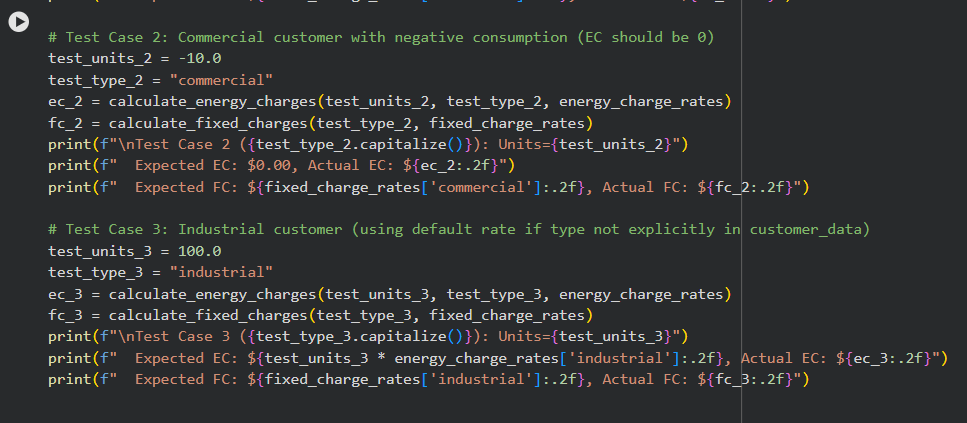 # Test Case 2: Commercial customer with negative consumption (EC should be 0)
test_units_2 = -10.0
test_type_2 = "commercial"
ec_2 = calculate_energy_charges(test_units_2, test_type_2, energy_charge_rates)
fc_2 = calculate_fixed_charges(test_type_2, fixed_charge_rates)
print(f"\nTest Case 2 ({test_type_2.capitalize()}): Units={test_units_2}")
print(f"  Expected EC: $0.00, Actual EC: ${ec_2:.2f}")
print(f"  Expected FC: ${fixed_charge_rates['commercial']:.2f}, Actual FC: ${fc_2:.2f}")
# Test Case 3: Industrial customer (using default rate if type not explicitly in customer_data)
test_units_3 = 100.0
test_type_3 = "industrial"
ec_3 = calculate_energy_charges(test_units_3, test_type_3, energy_charge_rates)
fc_3 = calculate_fixed_charges(test_type_3, fixed_charge_rates)
print(f"\nTest Case 3 ({test_type_3.capitalize()}): Units={test_units_3}")
print(f"  Expected EC: ${test_units_3 * energy_charge_rates['industrial']:.2f}, Actual EC: ${ec_3:.2f}")
print(f"  Expected FC: ${fixed_charge_rates['industrial']:.2f}, Actual FC: ${fc_3:.2f}")